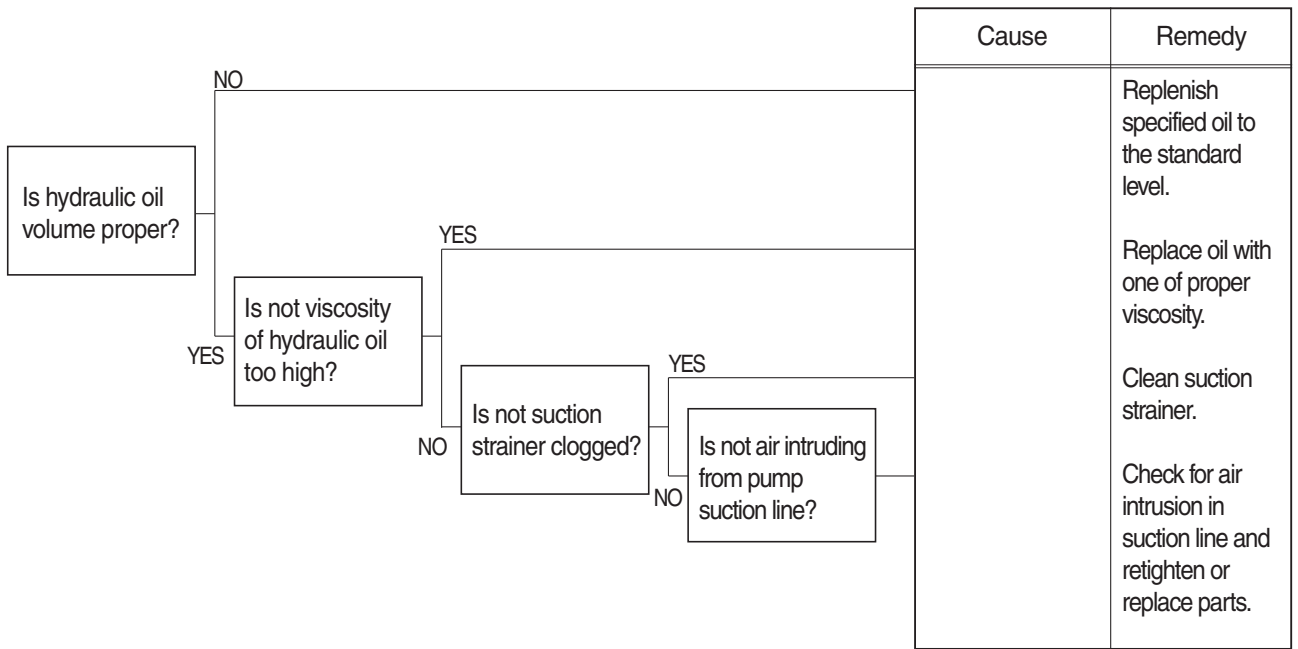 Cause
Remedy
NO
Replenish
specified oil to
the standard
level.
Is hydraulic oil
volume proper?
YES
Replace oil with
one of proper
viscosity.
YES
Is not viscosity
of hydraulic oil
too high?
YES
Clean suction
strainer.
NO
Is not suction
strainer clogged?
NO
Is not air intruding
from pump
suction line?
Check for air
intrusion in
suction line and
retighten or
replace parts.